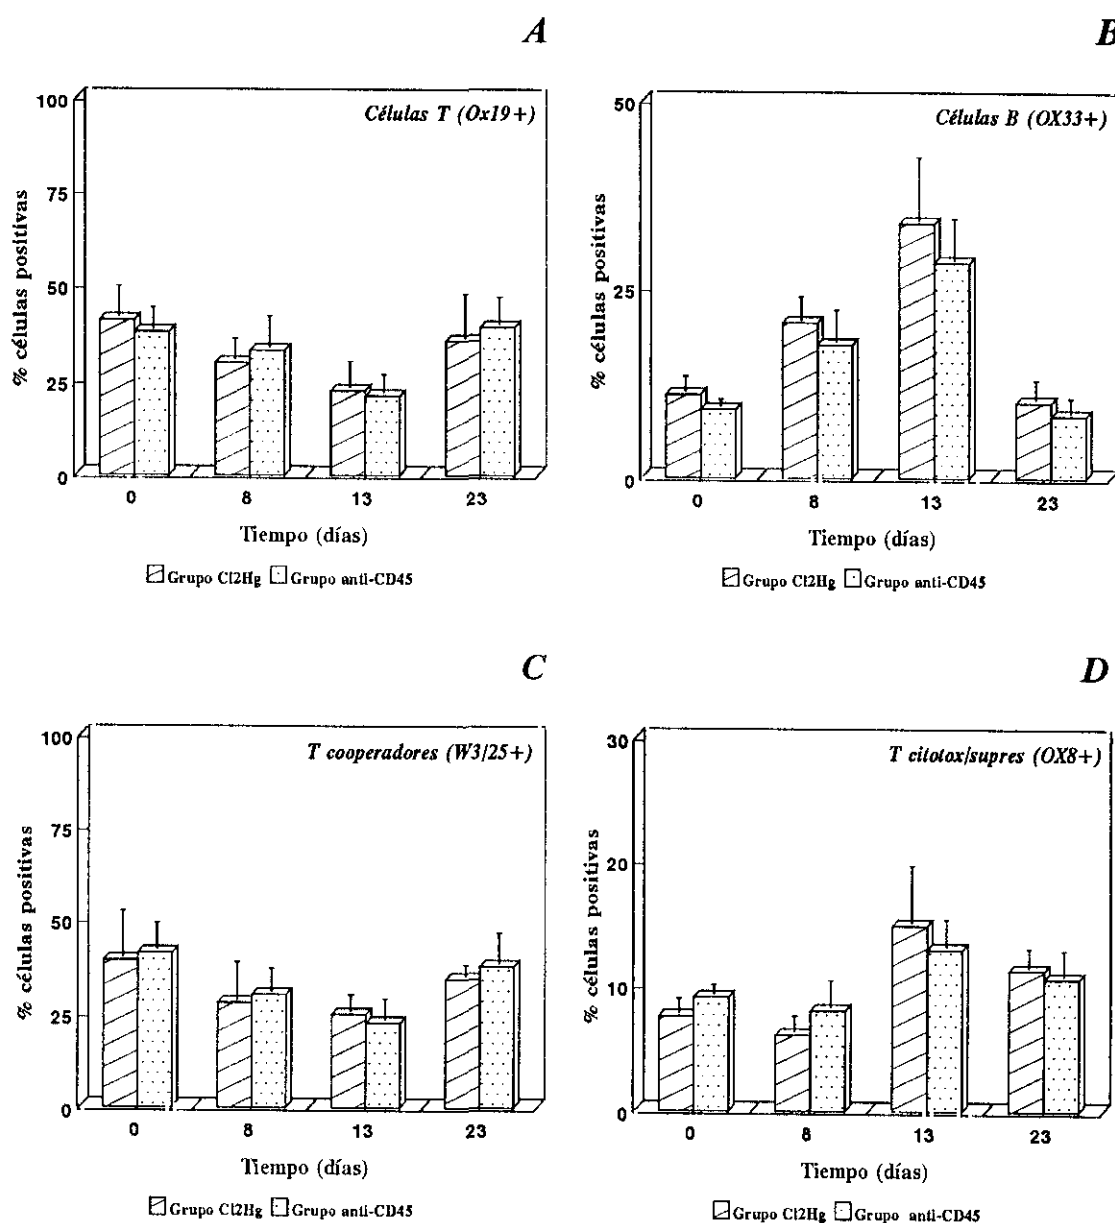 A
Células T (Ox19+)
% células positivas
100
75
50
25
0
0 8 13 23
Tiempo (días)
Grupo Cl2Hg Grupo anti-CD45
B
Células B (OX33+)
% células positivas
50
25
0
0 8 13 23
Tiempo (días)
Grupo Cl2Hg Grupo anti-CD45
C
T cooperadores (W3/25+)
% células positivas
100
75
50
25
0
0 8 13 23
Tiempo (días)
Grupo Cl2Hg Grupo anti-CD45
D
T citotox/supres (OX8+)
% células positivas
30
20
10
0
0 8 13 23
Tiempo (días)
Grupo Cl2Hg Grupo anti-CD45